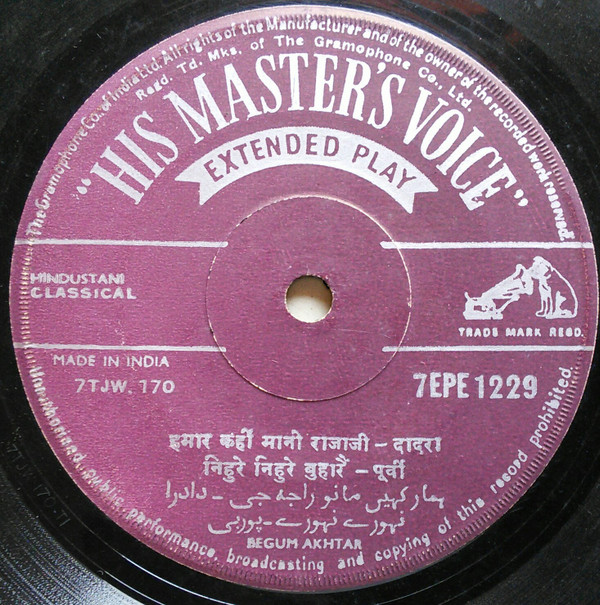 The Gramophone Co. of India Ltd. All rights of the Manufacturer and of the owner of the recorded work reserved.
Regd. Td. Mks. of The Gramophone Co., Ltd.
"HIS MASTER'S VOICE"
EXTENDED PLAY
HINDUSTANI
CLASSICAL
TRADE MARK REGD.
MADE IN INDIA
7TJW. 170
7EPE1229
हमार कहीं मानी राजाजी – दादरा
निहुरे निहुरे बुहारैं – पूर्वी
ہمار کہیں مانو راجہ جی - دادرا
نہورے نہورے - پوربی
BEGUM AKHTAR
Unauthorised public performance, broadcasting and copying of this record prohibited.